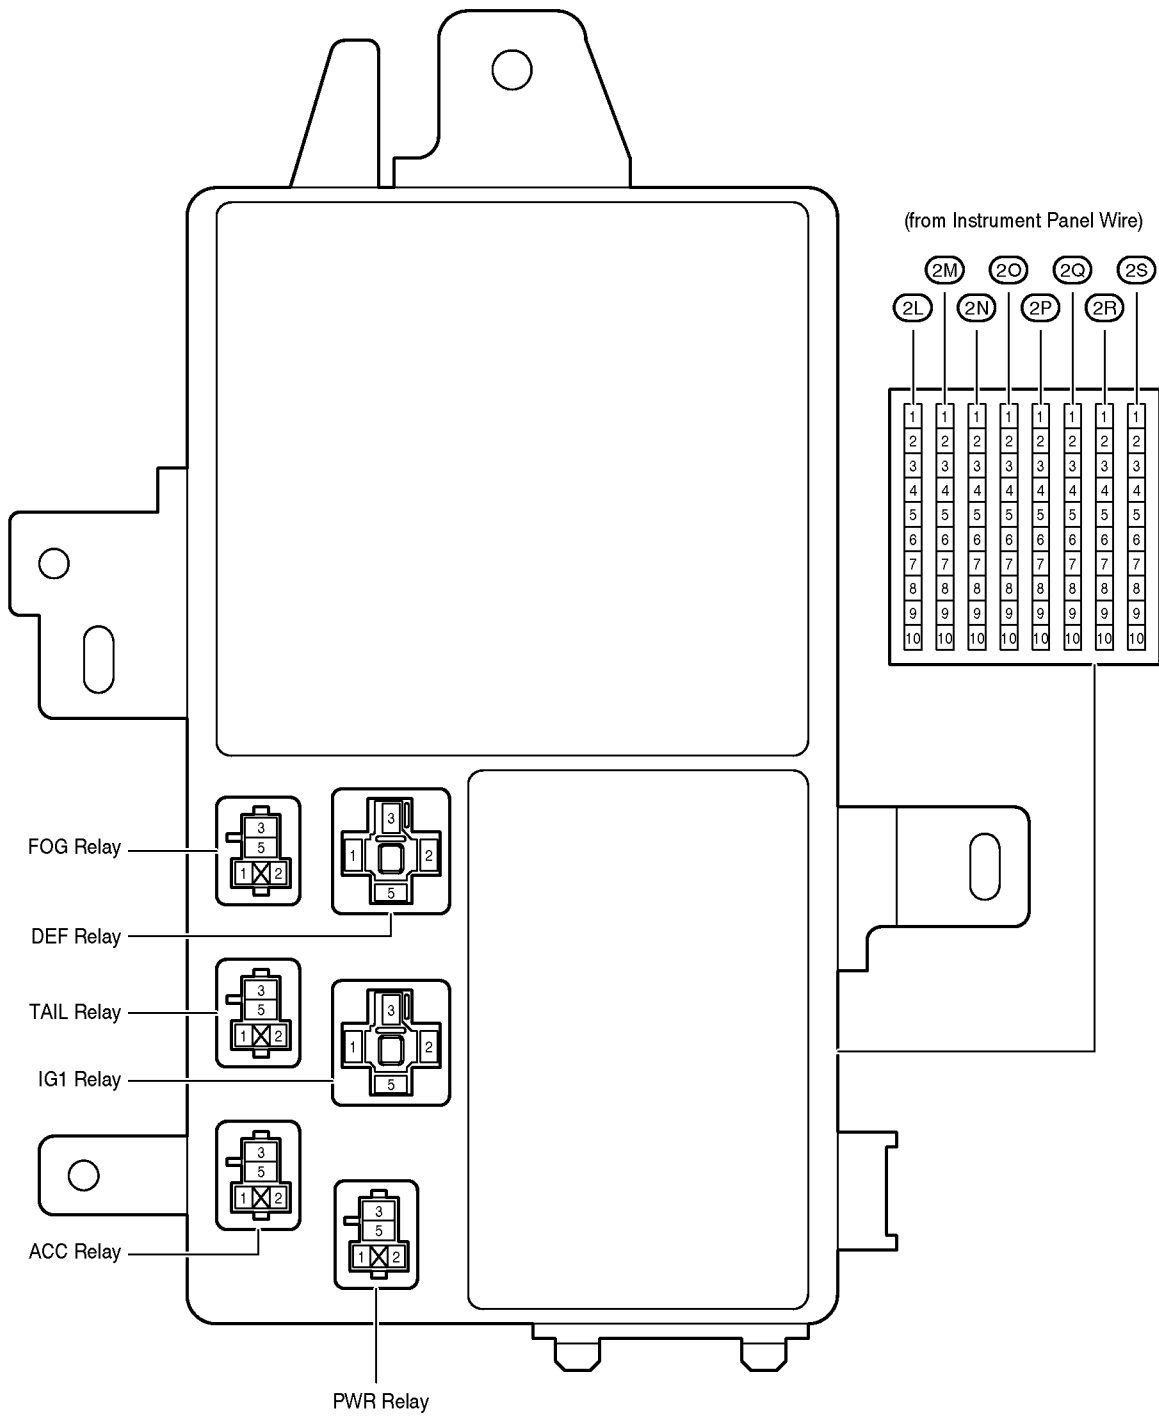 (from Instrument Panel Wire)
2M 2O 2Q 2S
2L 2N 2P 2R
1 1 1 1 1 1 1 1
2 2 2 2 2 2 2 2
3 3 3 3 3 3 3 3
4 4 4 4 4 4 4 4
5 5 5 5 5 5 5 5
6 6 6 6 6 6 6 6
7 7 7 7 7 7 7 7
8 8 8 8 8 8 8 8
9 9 9 9 9 9 9 9
10 10 10 10 10 10 10 10
FOG Relay
3
5
1 2
3
1 2
5
DEF Relay
TAIL Relay
3
5
1 2
3
1 2
5
IG1 Relay
3
5
1 2
ACC Relay
3
5
1 2
PWR Relay